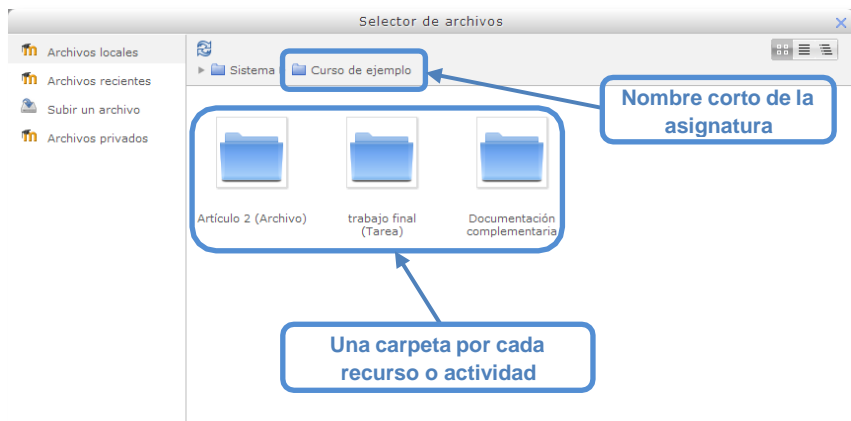 Selector de archivos
Archivos locales
Archivos recientes
Subir un archivo
Archivos privados
Sistema
Curso de ejemplo
Nombre corto de la
asignatura
Artículo 2 (Archivo)
trabajo final
(Tarea)
Documentación
complementaria
Una carpeta por cada
recurso o actividad